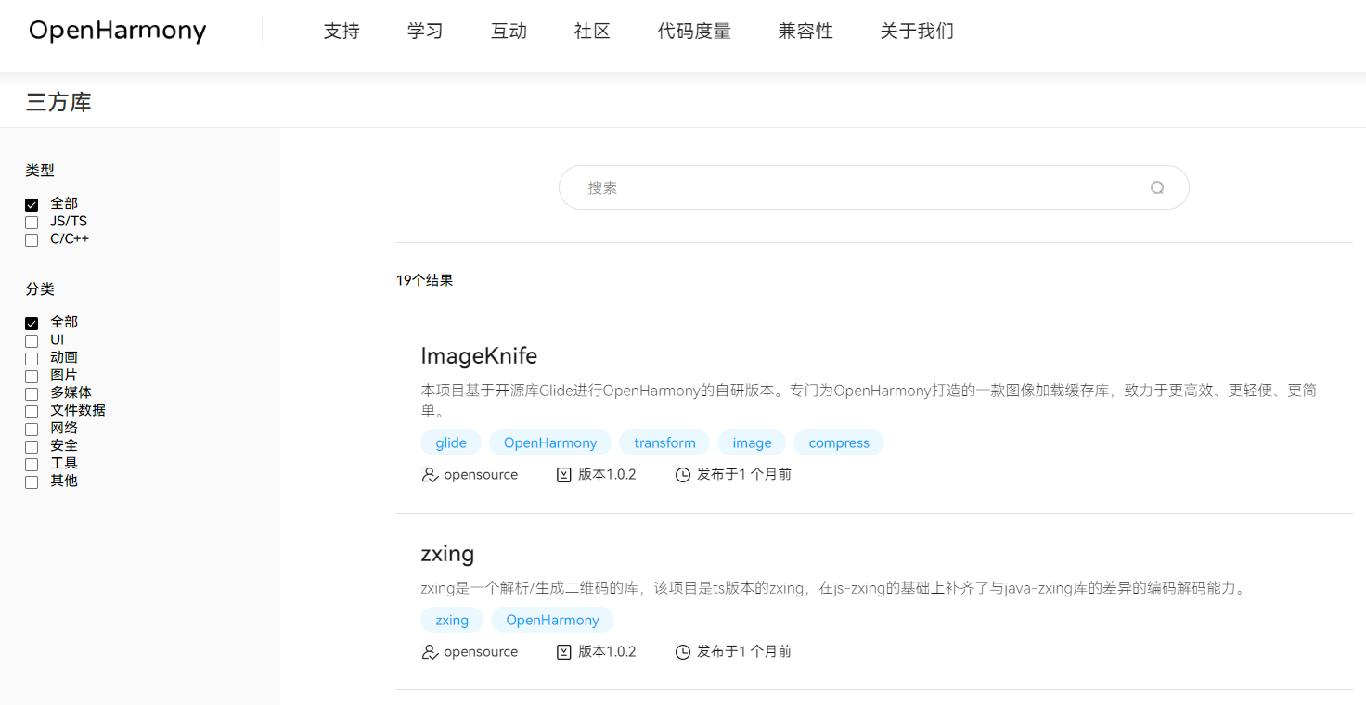 OpenHarmony 支持 学习 互动 社区 代码度量 兼容性 关于我们
三方库
类型
全部
JS/TS
C/C++
分类
全部
UI
动画
图片
多媒体
文件数据
网络
安全
工具
其他
搜索
19个结果
ImageKnife
本项目基于开源库Glide进行OpenHarmony的自研版本。专门为OpenHarmony打造的一款图像加载缓存库，致力于更高效、更轻便、更简
单。
glide OpenHarmony transform image compress
opensource 版本1.0.2 发布于1 个月前
zxing
zxing是一个解析/生成二维码的库，该项目是ts版本的zxing，在js-zxing的基础上补齐了与java-zxing库的差异的编码解码能力。
zxing OpenHarmony
opensource 版本1.0.2 发布于1 个月前